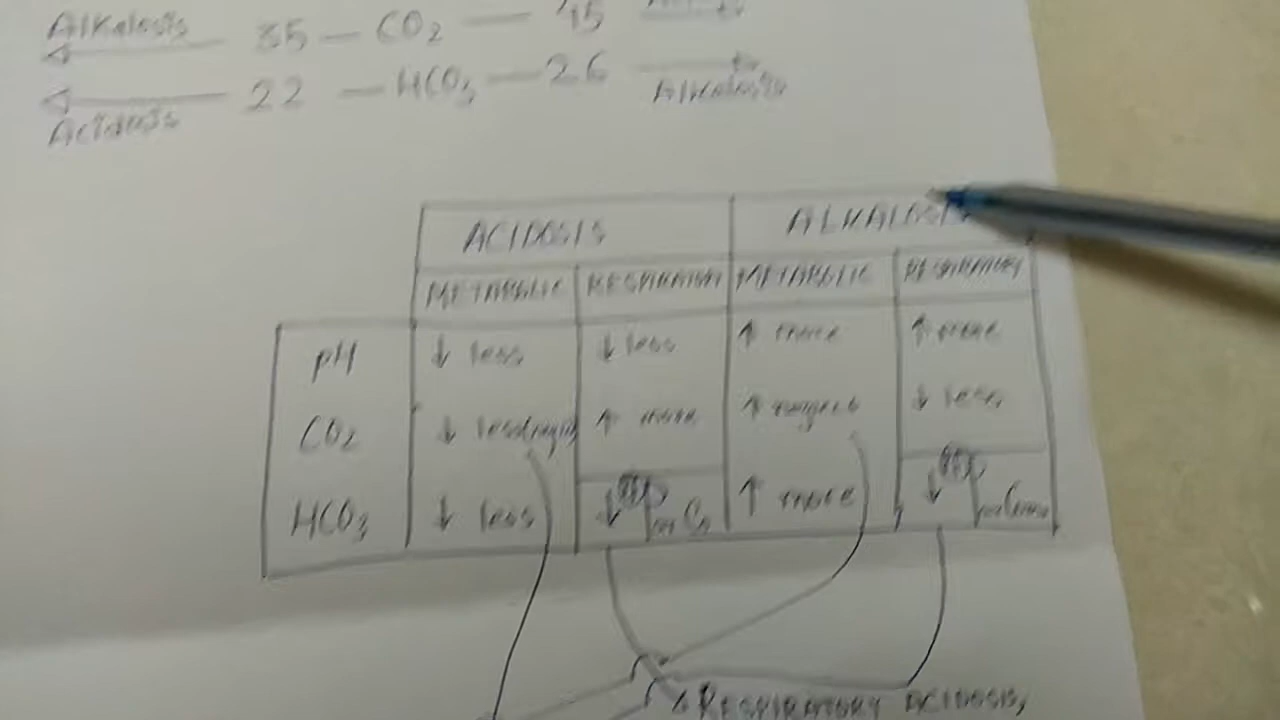 Alkalosis 35 — CO2 — 45
Acidosis 22 — HCO3 — 26 Alkalosis
ACIDOSIS ALKALOSIS
METABOLIC RESPIRATORY METABOLIC RESPIRATORY
pH ↓ less ↓ less ↑ more ↑ more
CO2 ↓ less ↑ more ↑ ↓ less
HCO3 ↓ less ↓ ↑ more ↓
RESPIRATORY ACIDOSIS,